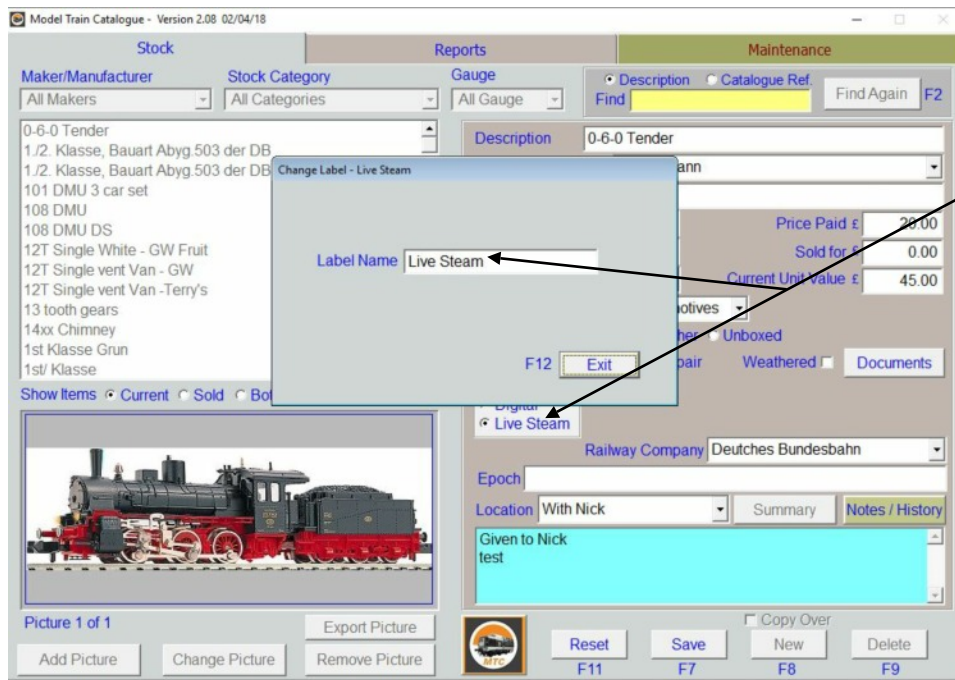 Model Train Catalogue - Version 2.08 02/04/18
Stock
Reports
Maintenance
Maker/Manufacturer
Stock Category
Gauge
All Makers
All Categories
All Gauge
Description
Catalogue Ref.
Find
Find Again
F2
0-6-0 Tender
1./2. Klasse, Bauart Abyg.503 der DB
1./2. Klasse, Bauart Abyg.503 der DB
101 DMU 3 car set
108 DMU
108 DMU DS
12T Single White - GW Fruit
12T Single vent Van - GW
12T Single vent Van -Terry's
13 tooth gears
14xx Chimney
1st Klasse Grun
1st/ Klasse
Show Items Current Sold
Change Label - Live Steam
Label Name Live Steam
F12 Exit
Description 0-6-0 Tender
ann
Price Paid £ 20.00
Sold for £ 0.00
Current Unit Value £ 45.00
otives
her Unboxed
pair Weathered Documents
Digital
Live Steam
Railway Company Deutches Bundesbahn
Epoch
Location With Nick Summary Notes / History
Given to Nick
test
Picture 1 of 1
Export Picture
Add Picture Change Picture Remove Picture
MTC
Copy Over
Reset Save New Delete
F11 F7 F8 F9